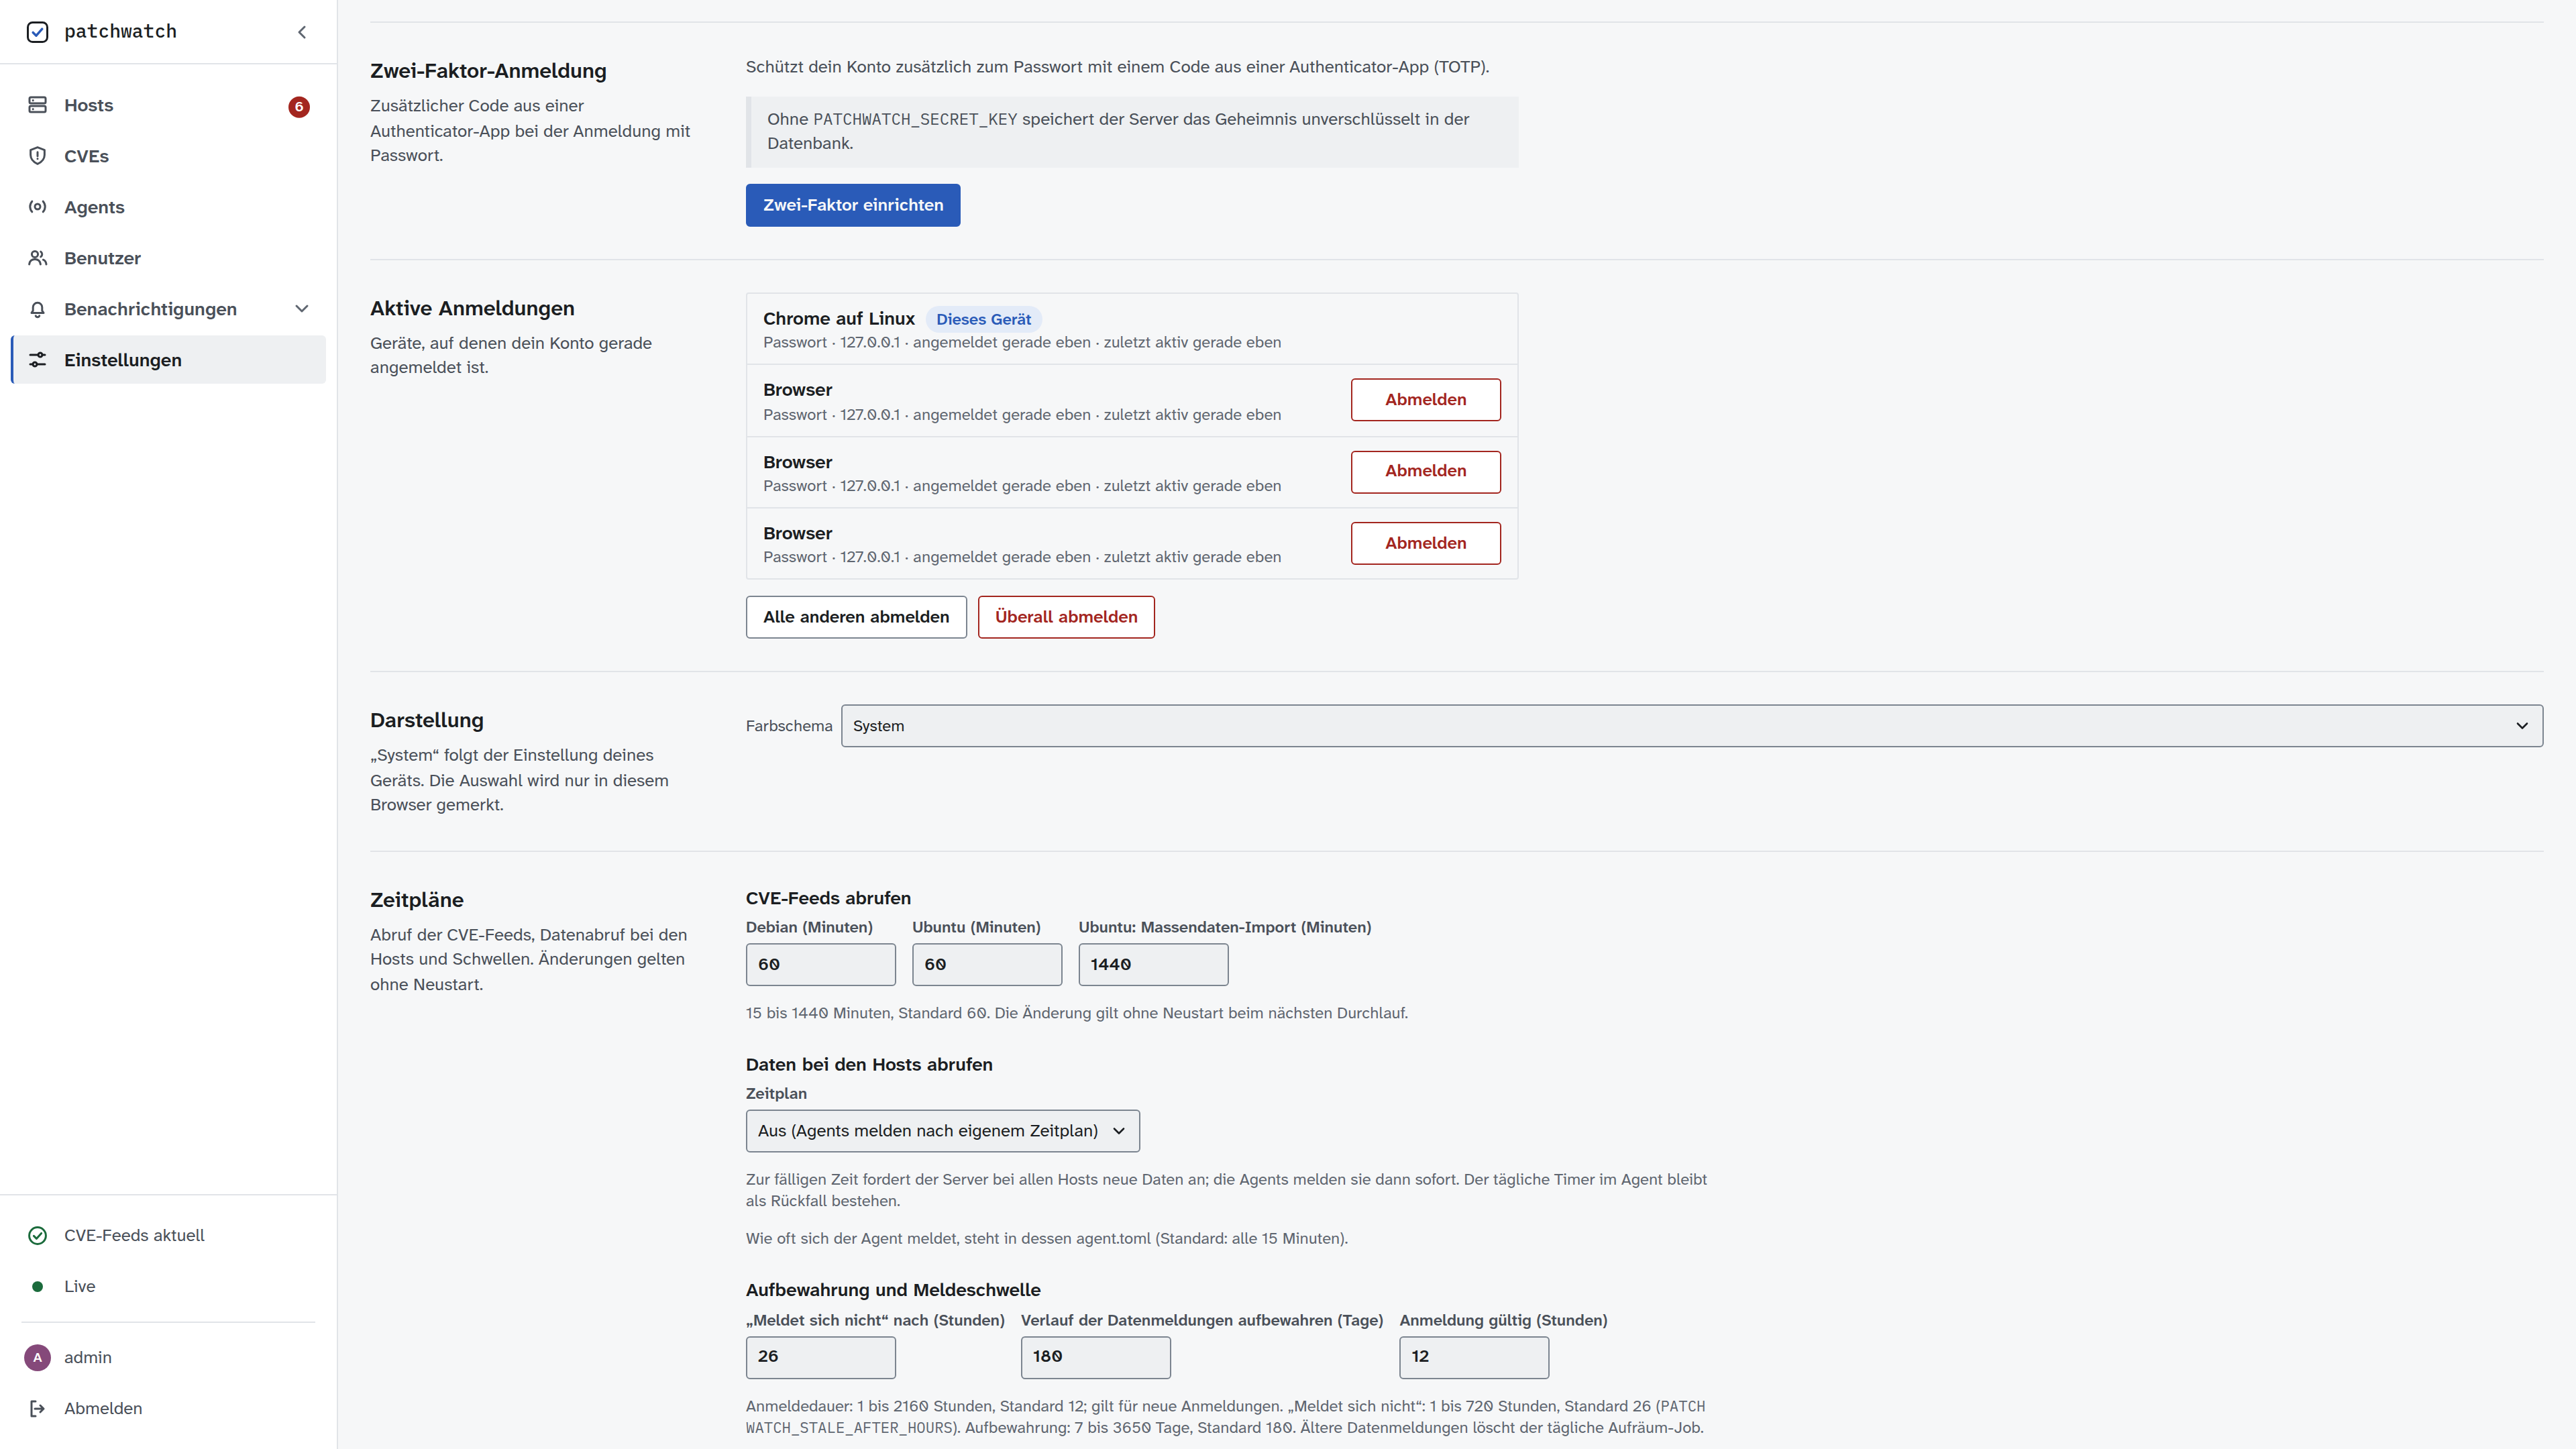 patchwatch
Hosts
6
CVEs
Agents
Benutzer
Benachrichtigungen
Einstellungen
CVE-Feeds aktuell
Live
A
admin
Abmelden
Zwei-Faktor-Anmeldung
Zusätzlicher Code aus einer
Authenticator-App bei der Anmeldung mit
Passwort.
Schützt dein Konto zusätzlich zum Passwort mit einem Code aus einer Authenticator-App (TOTP).
Ohne PATCHWATCH_SECRET_KEY speichert der Server das Geheimnis unverschlüsselt in der
Datenbank.
Zwei-Faktor einrichten
Aktive Anmeldungen
Geräte, auf denen dein Konto gerade
angemeldet ist.
Chrome auf Linux Dieses Gerät
Passwort · 127.0.0.1 · angemeldet gerade eben · zuletzt aktiv gerade eben
Browser
Passwort · 127.0.0.1 · angemeldet gerade eben · zuletzt aktiv gerade eben
Abmelden
Browser
Passwort · 127.0.0.1 · angemeldet gerade eben · zuletzt aktiv gerade eben
Abmelden
Browser
Passwort · 127.0.0.1 · angemeldet gerade eben · zuletzt aktiv gerade eben
Abmelden
Alle anderen abmelden Überall abmelden
Darstellung
„System“ folgt der Einstellung deines
Geräts. Die Auswahl wird nur in diesem
Browser gemerkt.
Farbschema System
Zeitpläne
Abruf der CVE-Feeds, Datenabruf bei den
Hosts und Schwellen. Änderungen gelten
ohne Neustart.
CVE-Feeds abrufen
Debian (Minuten) Ubuntu (Minuten) Ubuntu: Massendaten-Import (Minuten)
60 60 1440
15 bis 1440 Minuten, Standard 60. Die Änderung gilt ohne Neustart beim nächsten Durchlauf.
Daten bei den Hosts abrufen
Zeitplan
Aus (Agents melden nach eigenem Zeitplan)
Zur fälligen Zeit fordert der Server bei allen Hosts neue Daten an; die Agents melden sie dann sofort. Der tägliche Timer im Agent bleibt
als Rückfall bestehen.
Wie oft sich der Agent meldet, steht in dessen agent.toml (Standard: alle 15 Minuten).
Aufbewahrung und Meldeschwelle
„Meldet sich nicht“ nach (Stunden) Verlauf der Datenmeldungen aufbewahren (Tage) Anmeldung gültig (Stunden)
26 180 12
Anmeldedauer: 1 bis 2160 Stunden, Standard 12; gilt für neue Anmeldungen. „Meldet sich nicht“: 1 bis 720 Stunden, Standard 26 (PATCH
WATCH_STALE_AFTER_HOURS). Aufbewahrung: 7 bis 3650 Tage, Standard 180. Ältere Datenmeldungen löscht der tägliche Aufräum-Job.